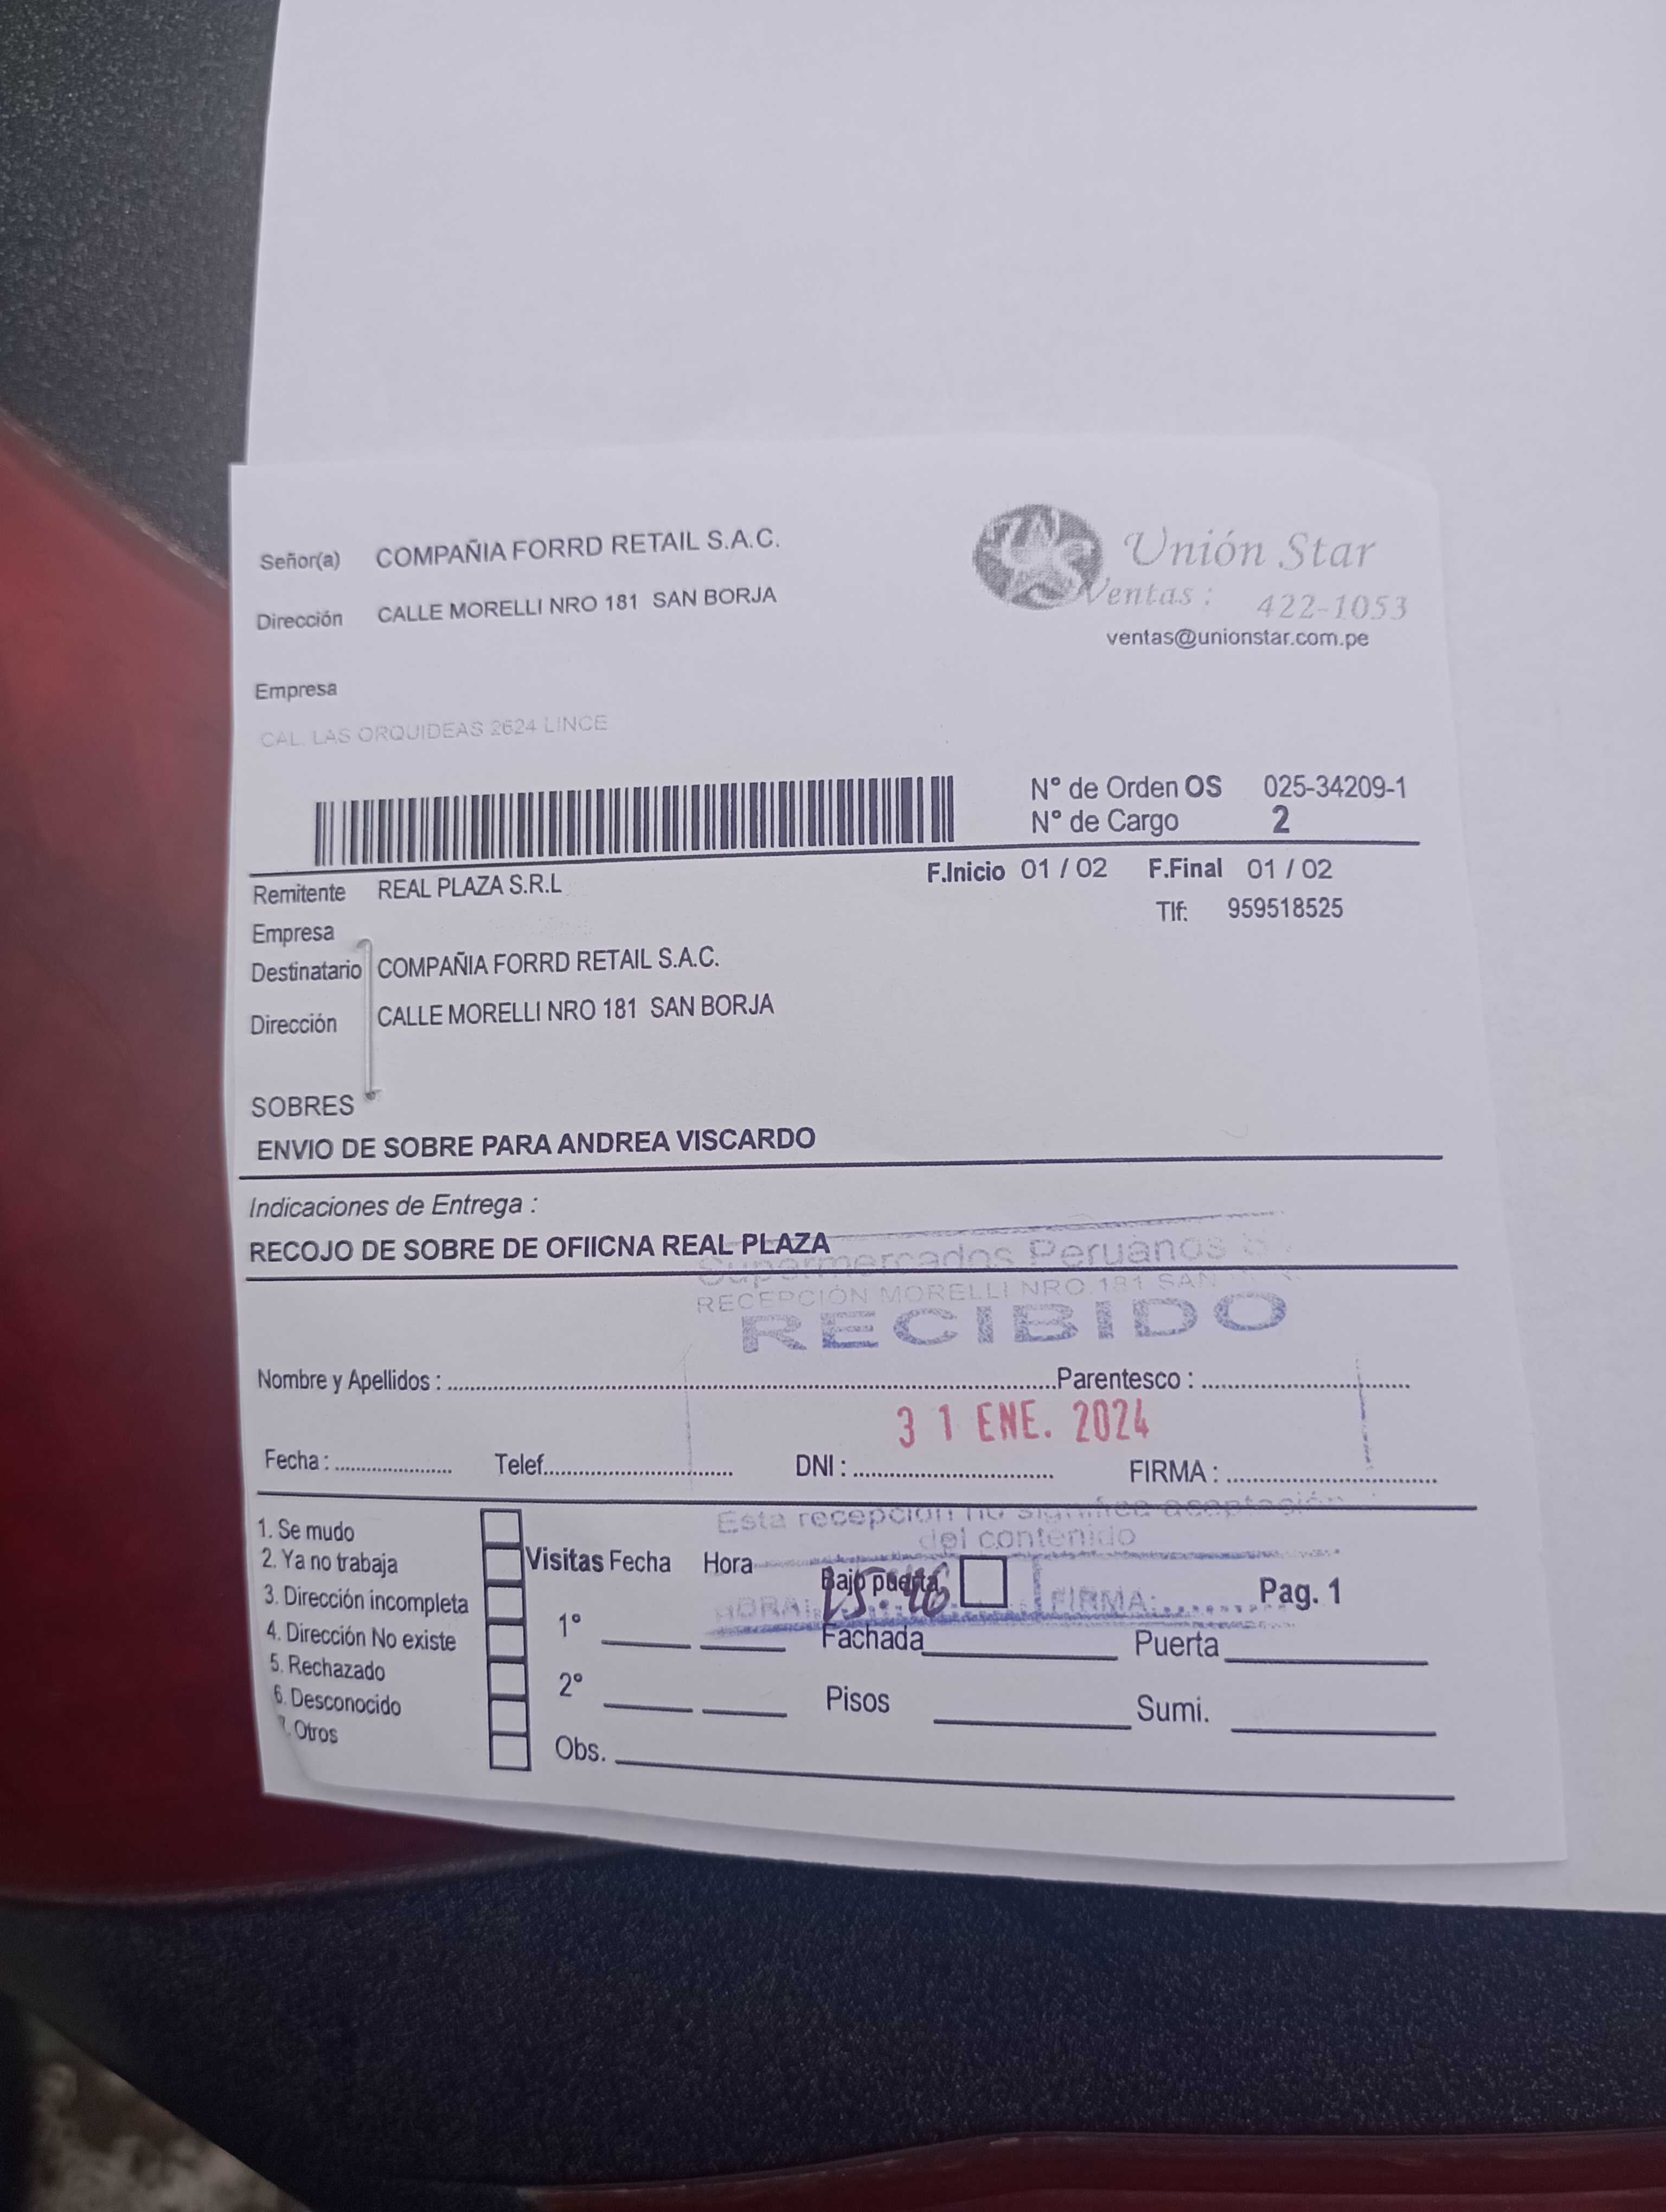 Señor(a) COMPAÑIA FORRD RETAIL S.A.C.
Dirección CALLE MORELLI NRO 181 SAN BORJA
Unión Star
Ventas : 422-1053
ventas@unionstar.com.pe
Empresa
CAL. LAS ORQUIDEAS 2624 LINCE
N° de Orden OS 025-34209-1
N° de Cargo 2
Remitente REAL PLAZA S.R.L
F.Inicio 01 / 02 F.Final 01 / 02
Tlf: 959518525
Empresa
Destinatario COMPAÑIA FORRD RETAIL S.A.C.
Dirección CALLE MORELLI NRO 181 SAN BORJA
SOBRES
ENVIO DE SOBRE PARA ANDREA VISCARDO
Indicaciones de Entrega :
RECOJO DE SOBRE DE OFIICNA REAL PLAZA
Supermercados Peruanos S.
RECEPCIÓN MORELLI NRO. 181 SAN
RECIBIDO
Nombre y Apellidos : Parentesco :
31 ENE. 2024
Fecha : Telef. DNI : FIRMA :
Esta recepción no significa aceptación
del contenido
1. Se mudo
2. Ya no trabaja
3. Dirección incompleta
4. Dirección No existe
5. Rechazado
6. Desconocido
7. Otros
Visitas Fecha Hora
1°
2°
Obs.
Bajo puerta
HORA: 15:46 FIRMA:
Pag. 1
Fachada Puerta
Pisos Sumi.